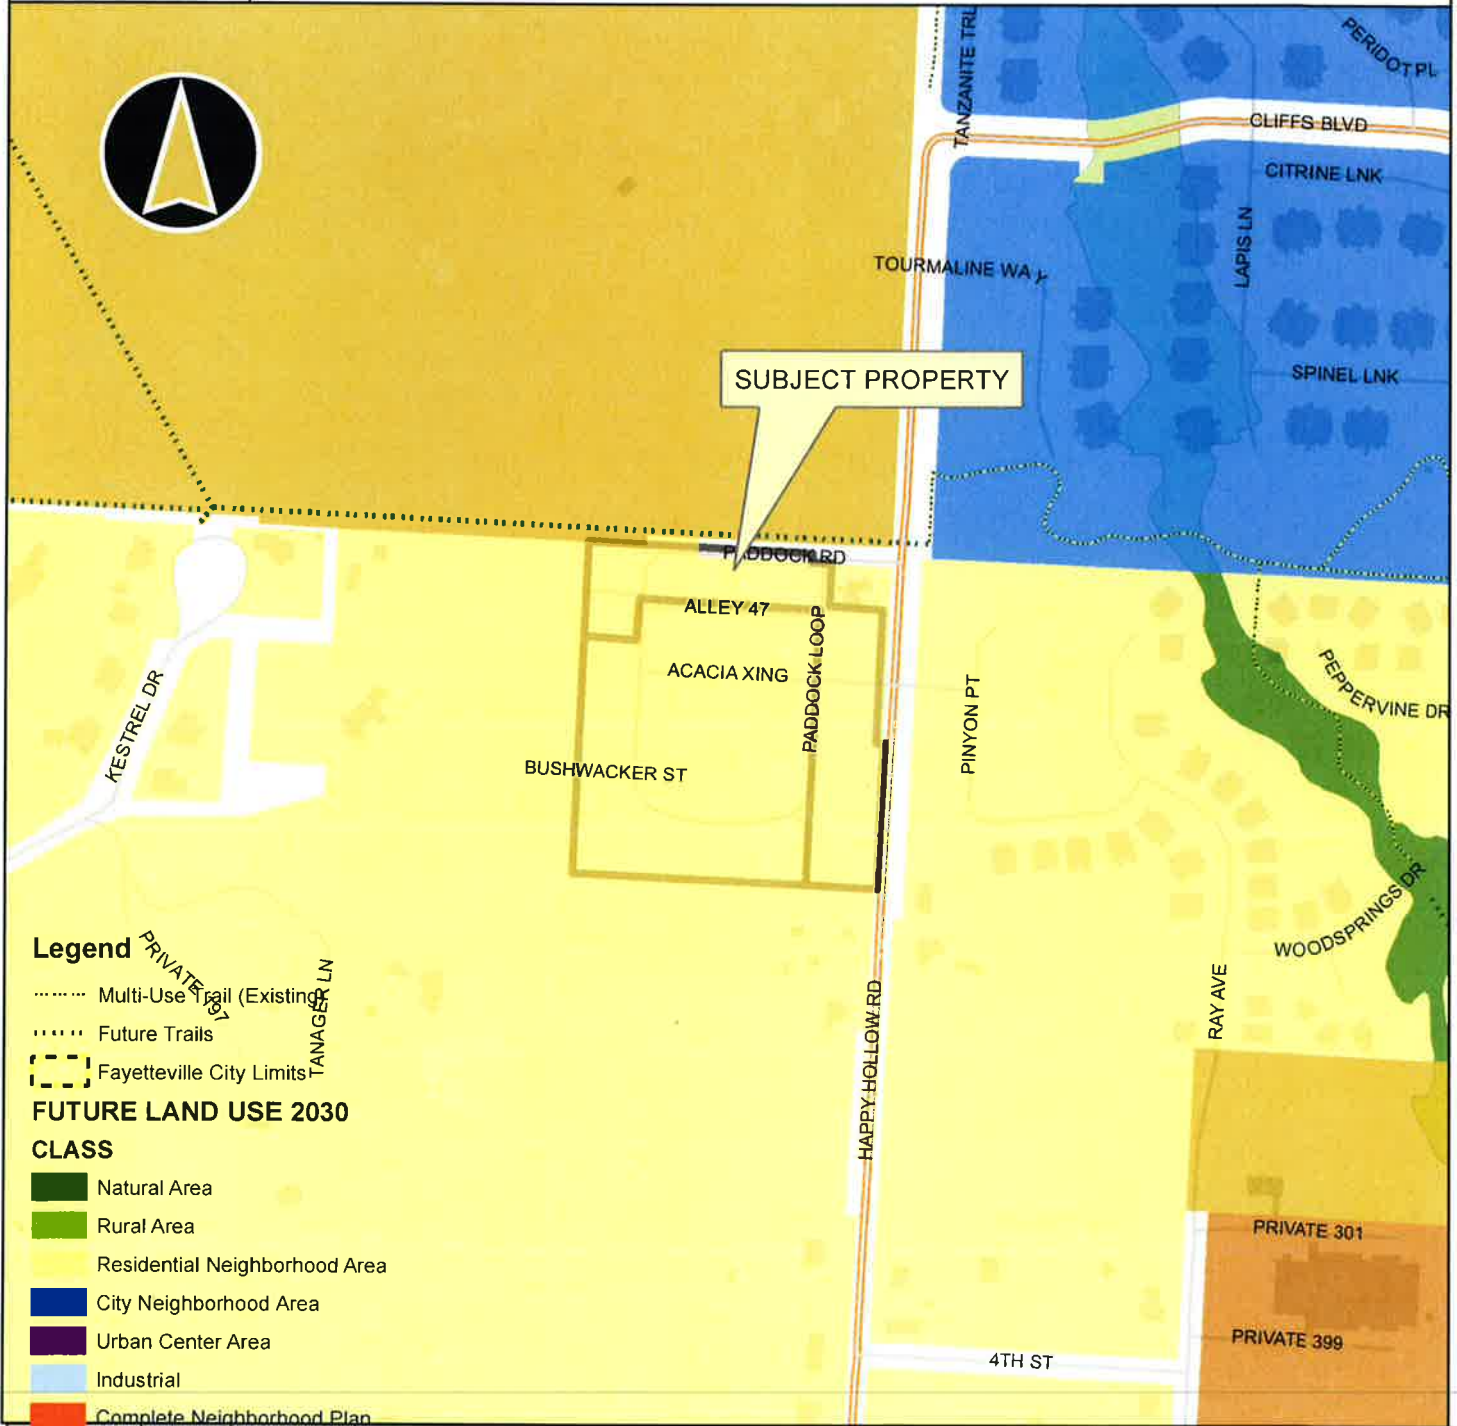 TANZANITE TRL
PERIDOT PL
CLIFFS BLVD
CITRINE LNK
LAPIS LN
TOURMALINE WAY
SPINEL LNK
SUBJECT PROPERTY
PADDOCK RD
ALLEY 47
PADDOCK LOOP
ACACIA XING
KESTREL DR
PINYON PT
PEPPERVINE DR
BUSHWACKER ST
WOODSPRINGS DR
RAY AVE
HAPPY HOLLOW RD
PRIVATE 797
TANAGER LN
Legend
Multi-Use Trail (Existing)
Future Trails
Fayetteville City Limits
FUTURE LAND USE 2030
CLASS
Natural Area
Rural Area
Residential Neighborhood Area
City Neighborhood Area
Urban Center Area
Industrial
Complete Neighborhood Plan
PRIVATE 301
PRIVATE 399
4TH ST